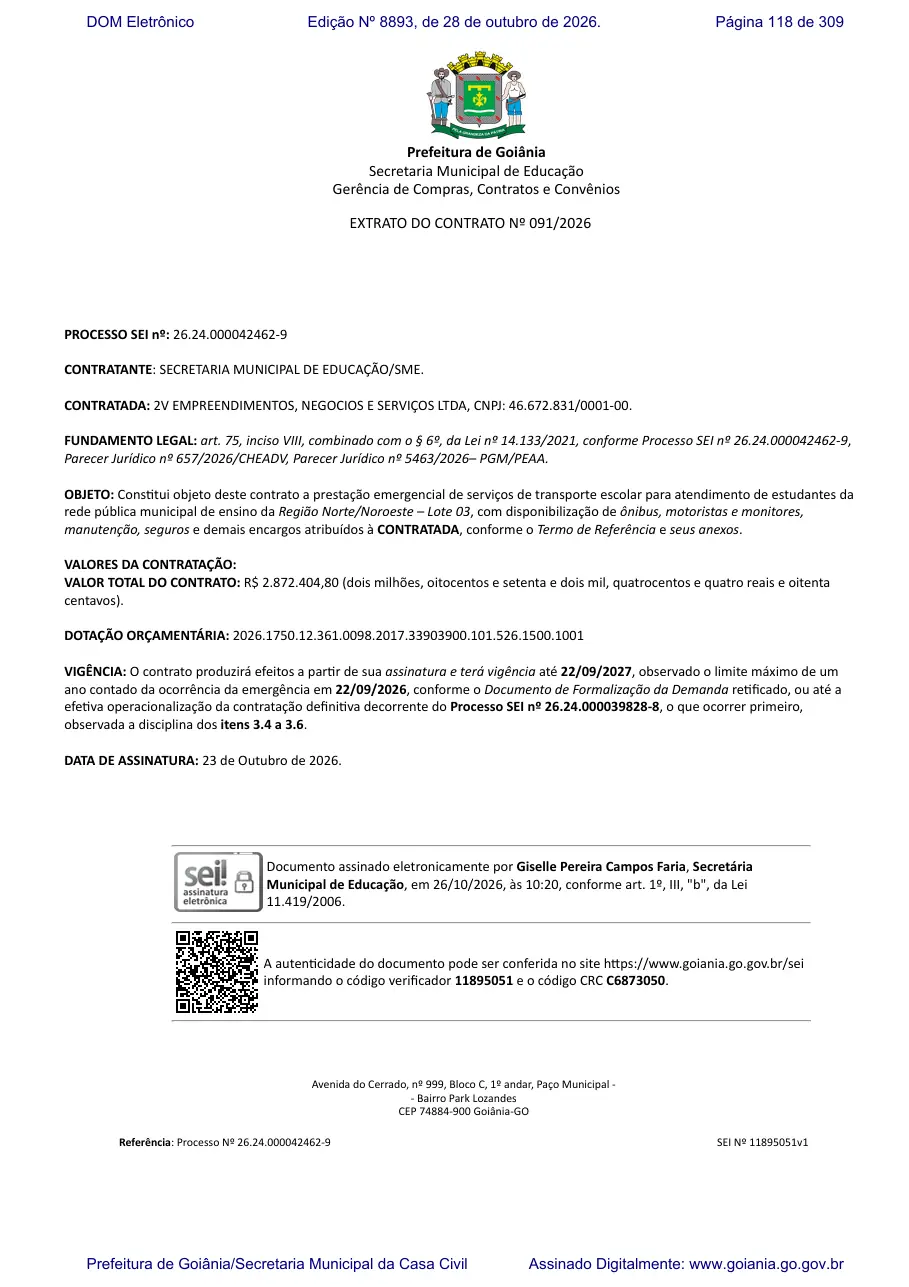 DOM Eletrônico Edição Nº 8893, de 28 de outubro de 2026. Página 118 de 309
PELA GRANDEZA DA PÁTRIA
Prefeitura de Goiânia
Secretaria Municipal de Educação
Gerência de Compras, Contratos e Convênios
EXTRATO DO CONTRATO Nº 091/2026
PROCESSO SEI nº: 26.24.000042462-9
CONTRATANTE: SECRETARIA MUNICIPAL DE EDUCAÇÃO/SME.
CONTRATADA: 2V EMPREENDIMENTOS, NEGOCIOS E SERVIÇOS LTDA, CNPJ: 46.672.831/0001-00.
FUNDAMENTO LEGAL: art. 75, inciso VIII, combinado com o § 6º, da Lei nº 14.133/2021, conforme Processo SEI nº 26.24.000042462-9,
Parecer Jurídico nº 657/2026/CHEADV, Parecer Jurídico nº 5463/2026– PGM/PEAA.
OBJETO: Constitui objeto deste contrato a prestação emergencial de serviços de transporte escolar para atendimento de estudantes da
rede pública municipal de ensino da Região Norte/Noroeste – Lote 03, com disponibilização de ônibus, motoristas e monitores,
manutenção, seguros e demais encargos atribuídos à CONTRATADA, conforme o Termo de Referência e seus anexos.
VALORES DA CONTRATAÇÃO:
VALOR TOTAL DO CONTRATO: R$ 2.872.404,80 (dois milhões, oitocentos e setenta e dois mil, quatrocentos e quatro reais e oitenta
centavos).
DOTAÇÃO ORÇAMENTÁRIA: 2026.1750.12.361.0098.2017.33903900.101.526.1500.1001
VIGÊNCIA: O contrato produzirá efeitos a partir de sua assinatura e terá vigência até 22/09/2027, observado o limite máximo de um
ano contado da ocorrência da emergência em 22/09/2026, conforme o Documento de Formalização da Demanda retificado, ou até a
efetiva operacionalização da contratação definitiva decorrente do Processo SEI nº 26.24.000039828-8, o que ocorrer primeiro,
observada a disciplina dos itens 3.4 a 3.6.
DATA DE ASSINATURA: 23 de Outubro de 2026.
sei!
assinatura
eletrônica
Documento assinado eletronicamente por Giselle Pereira Campos Faria, Secretária
Municipal de Educação, em 26/10/2026, às 10:20, conforme art. 1º, III, "b", da Lei
11.419/2006.
A autenticidade do documento pode ser conferida no site https://www.goiania.go.gov.br/sei
informando o código verificador 11895051 e o código CRC C6873050.
Avenida do Cerrado, nº 999, Bloco C, 1º andar, Paço Municipal -
- Bairro Park Lozandes
CEP 74884-900 Goiânia-GO
Referência: Processo Nº 26.24.000042462-9 SEI Nº 11895051v1
Prefeitura de Goiânia/Secretaria Municipal da Casa Civil Assinado Digitalmente: www.goiania.go.gov.br